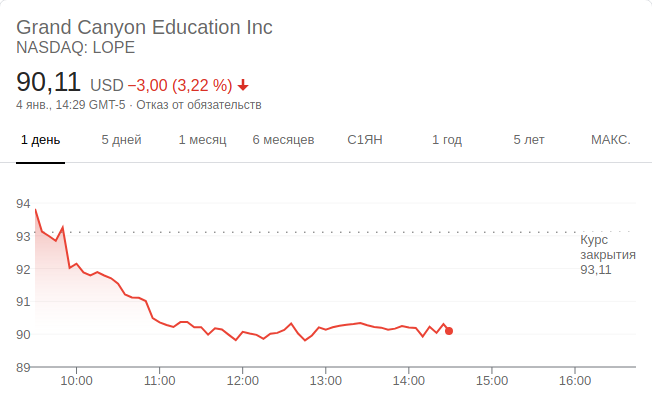 Grand Canyon Education Inc
NASDAQ: LOPE
90,11 USD −3,00 (3,22 %)
4 янв., 14:29 GMT-5 · Отказ от обязательств
1 день 5 дней 1 месяц 6 месяцев С1ЯН 1 год 5 лет МАКС.
94
93
Курс
закрытия
93,11
92
91
90
89
10:00 11:00 12:00 13:00 14:00 15:00 16:00